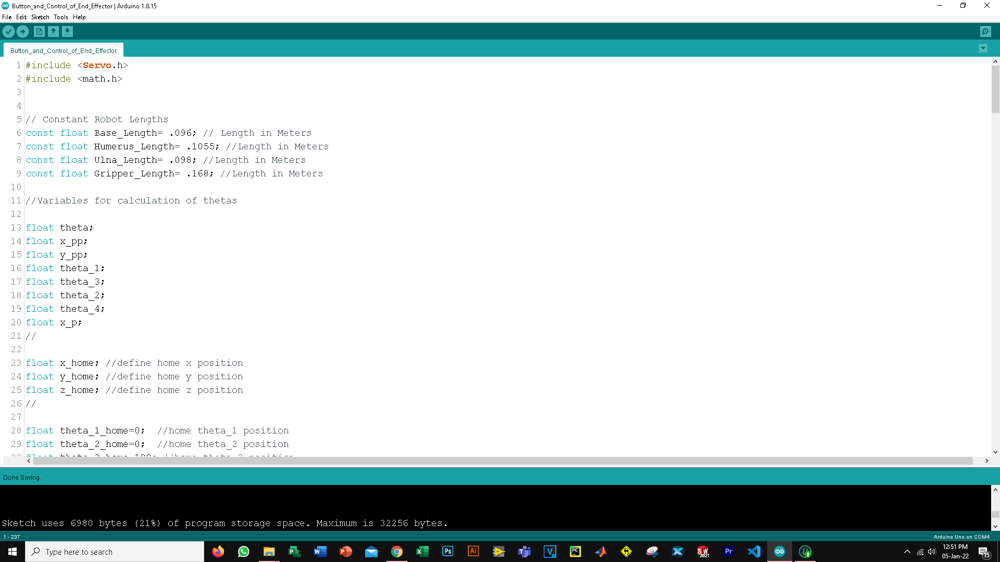 Button_and_Control_of_End_Effector | Arduino 1.8.15
File Edit Sketch Tools Help
Button_and_Control_of_End_Effector
1 #include <Servo.h>
2 #include <math.h>
3
4
5 // Constant Robot Lengths
6 const float Base_Length= .096; // Length in Meters
7 const float Humerus_Length= .1055; //Length in Meters
8 const float Ulna_Length= .098; //Length in Meters
9 const float Gripper_Length= .168; //Length in Meters
10
11 //Variables for calculation of thetas
12
13 float theta;
14 float x_pp;
15 float y_pp;
16 float theta_1;
17 float theta_3;
18 float theta_2;
19 float theta_4;
20 float x_p;
21 //
22
23 float x_home; //define home x position
24 float y_home; //define home y position
25 float z_home; //define home z position
26 //
27
28 float theta_1_home=0;  //home theta_1 position
29 float theta_2_home=0;  //home theta_2 position
Done Saving.
Sketch uses 6980 bytes (21%) of program storage space. Maximum is 32256 bytes.
1 - 237
Arduino Uno on COM4
Type here to search
Ps
Ai
PC
SW
2021
Pr
12:51 PM
05-Jan-22
15